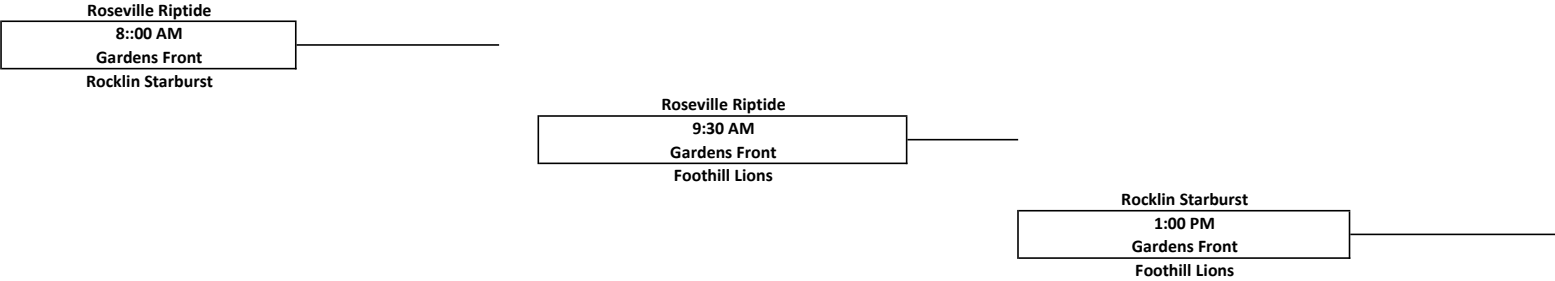 Roseville Riptide
8::00 AM
Gardens Front
Rocklin Starburst
Roseville Riptide
9:30 AM
Gardens Front
Foothill Lions
Rocklin Starburst
1:00 PM
Gardens Front
Foothill Lions